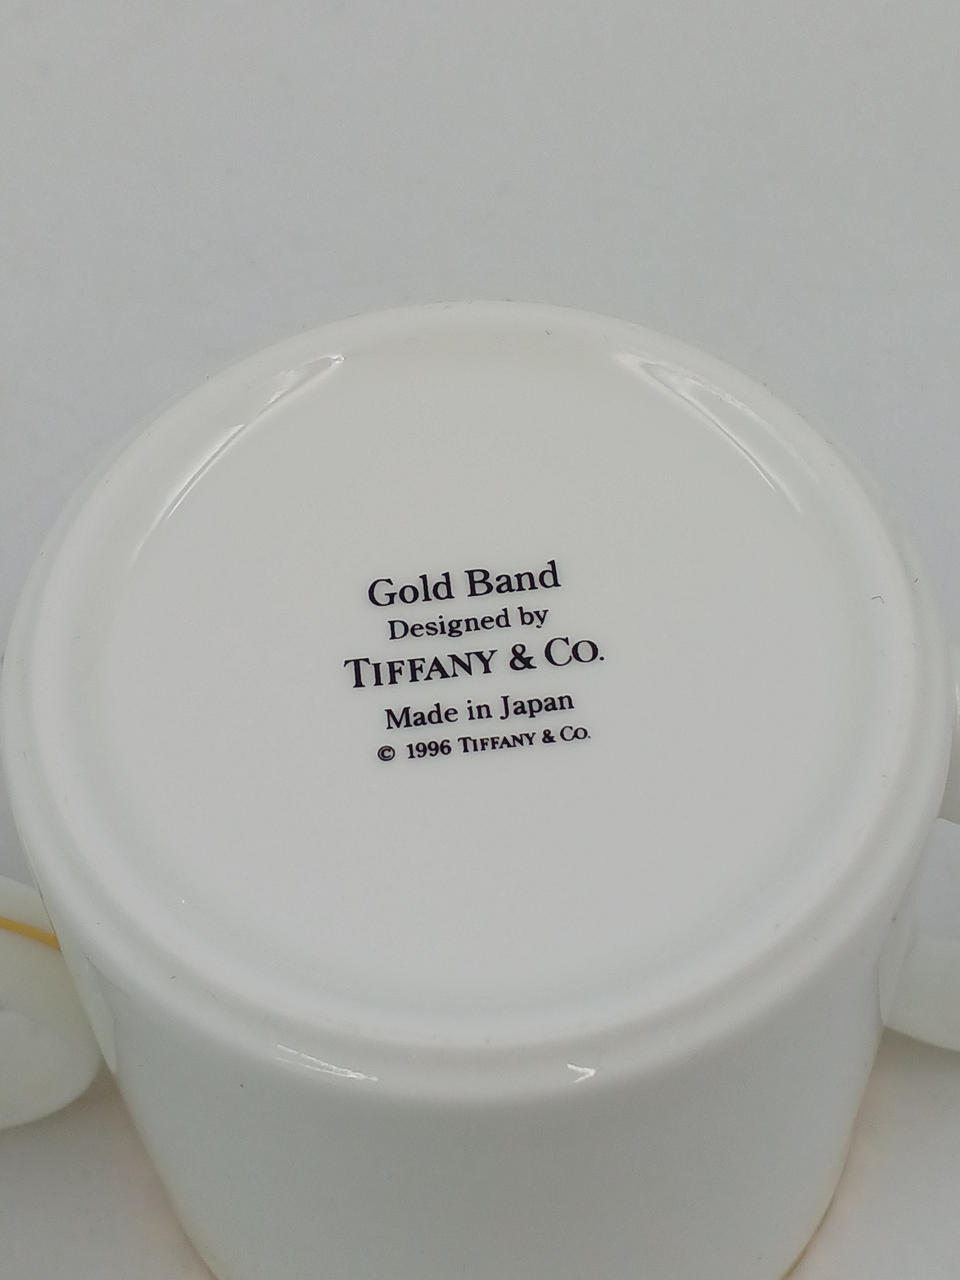 Gold Band
Designed by
TIFFANY & CO.
Made in Japan
© 1996 TIFFANY & CO.